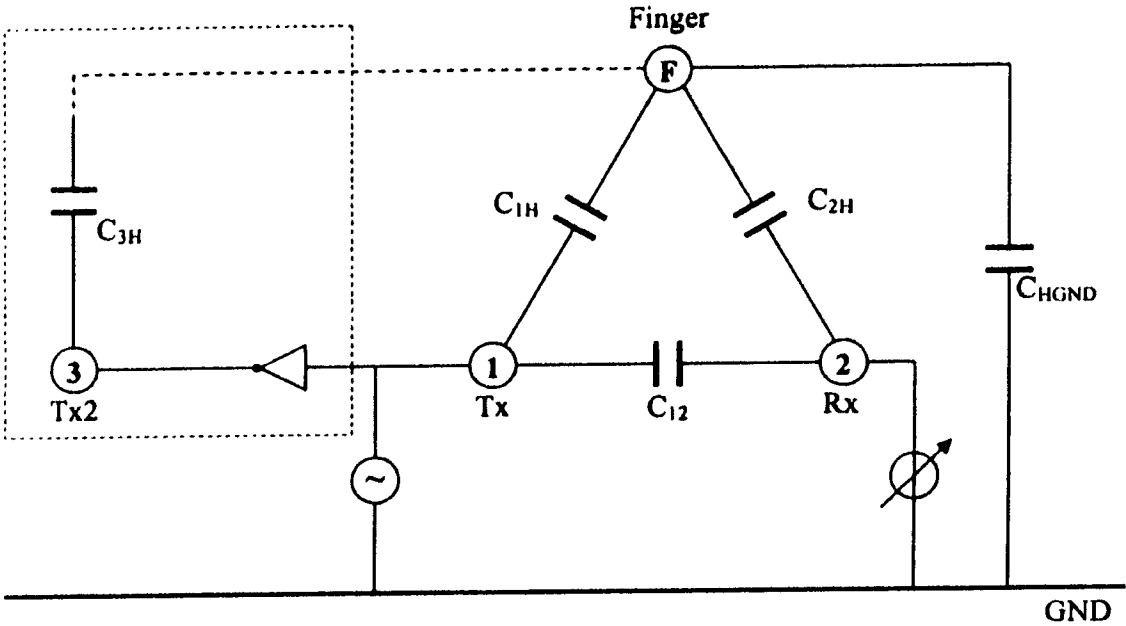 Finger
F
C1H
C2H
C3H
CHGND
3
1
2
Tx2
Tx
C12
Rx
~
GND